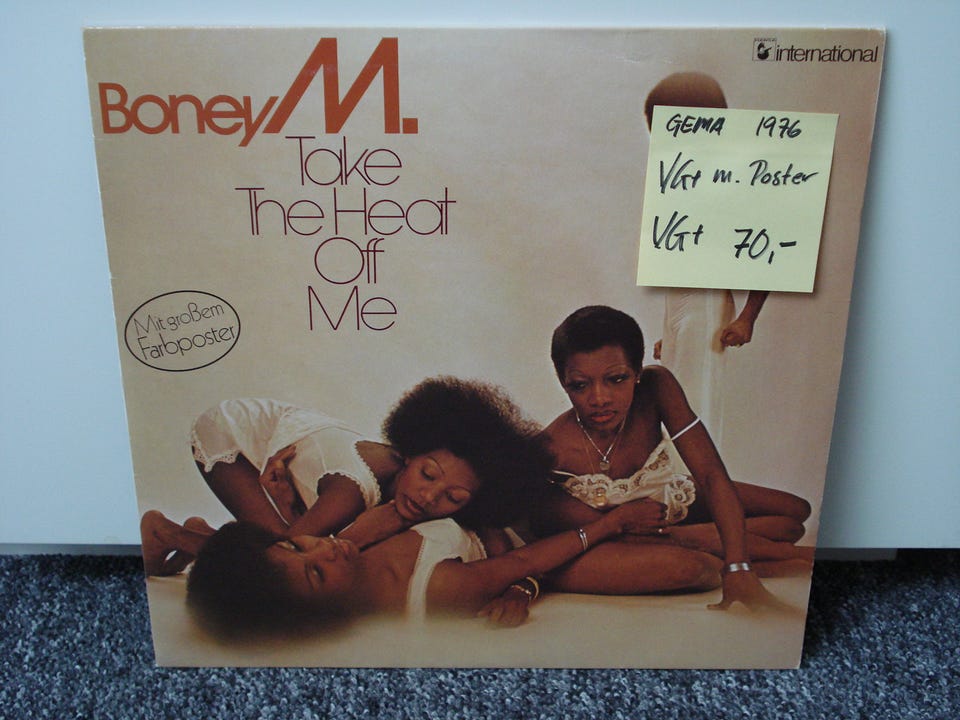 Boney M.
Take
The Heat
Off
Me
international
GEMA 1976
VG+ m. Poster
VG+ 70,-
Mit großem
Farbposter